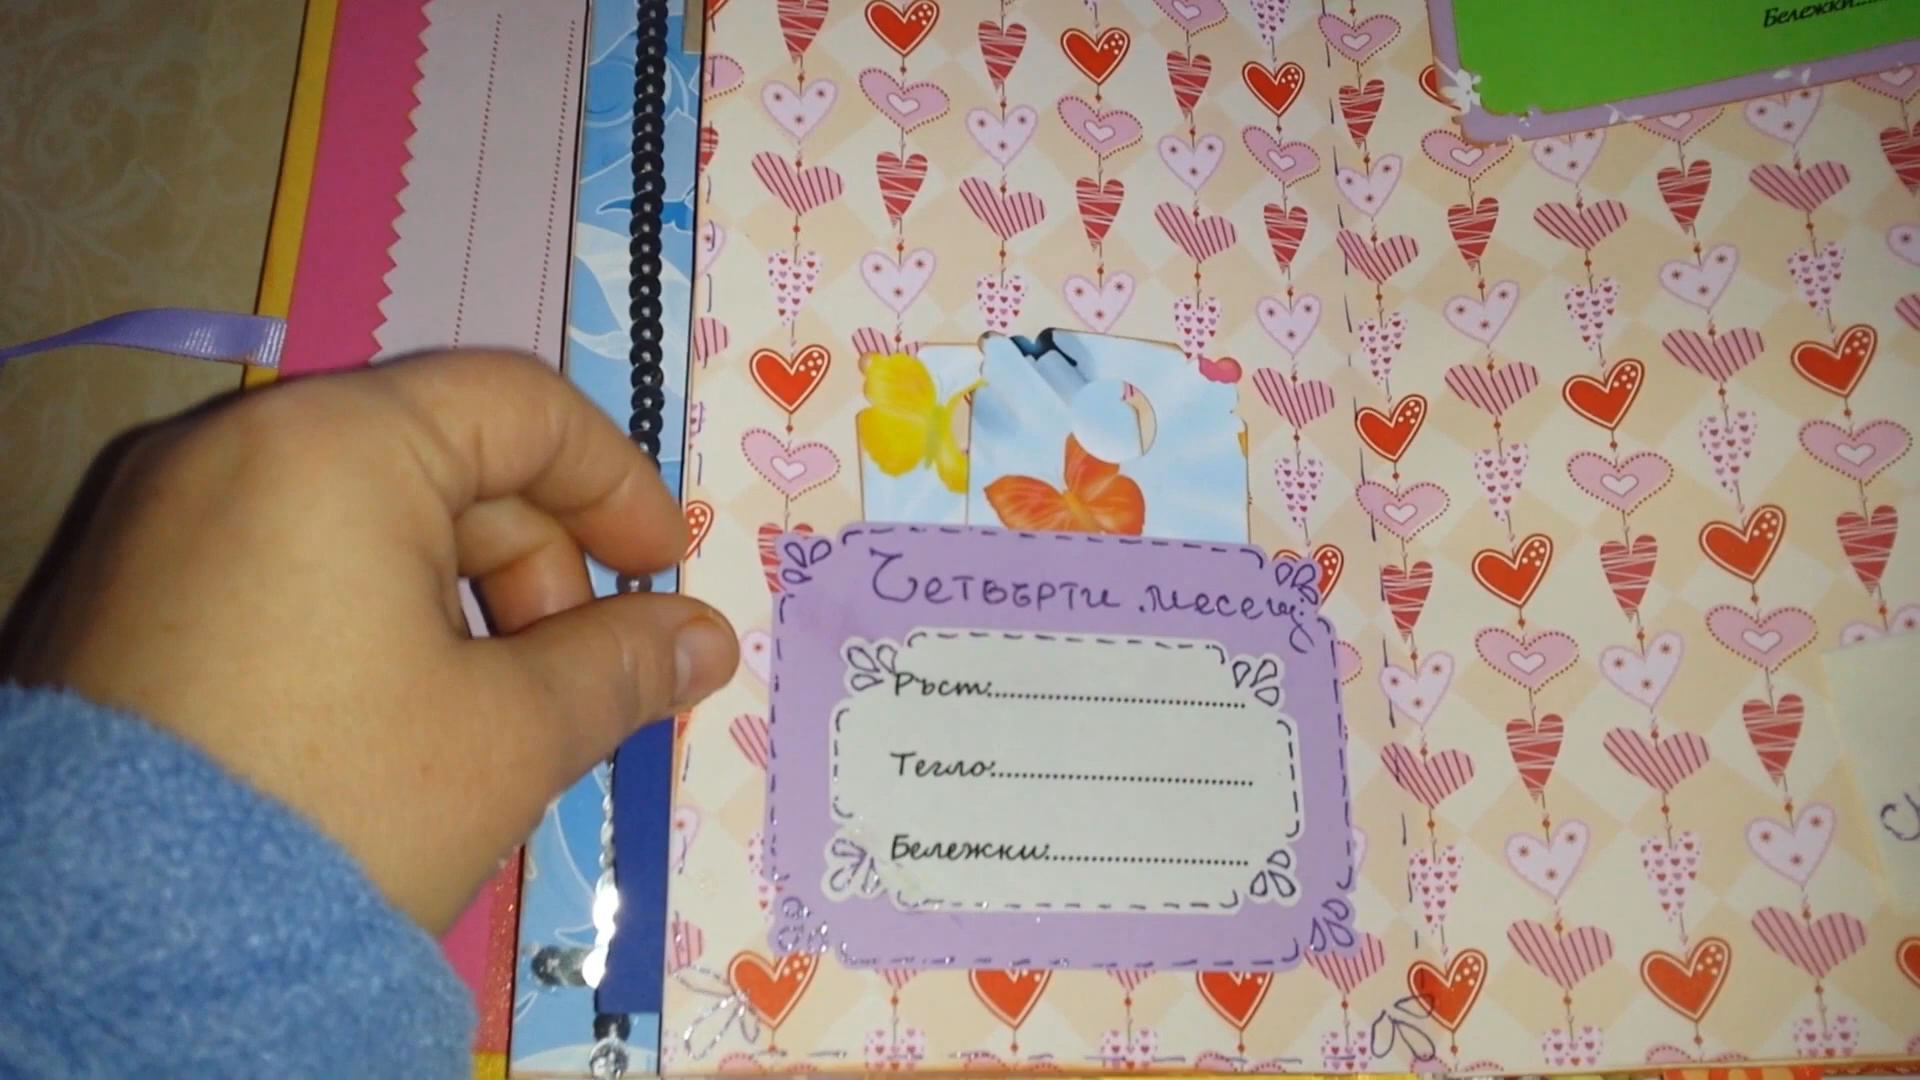 Бележки.....
Четвърти месец
Ръст:..............................
Тегло:..............................
Бележки:..............................